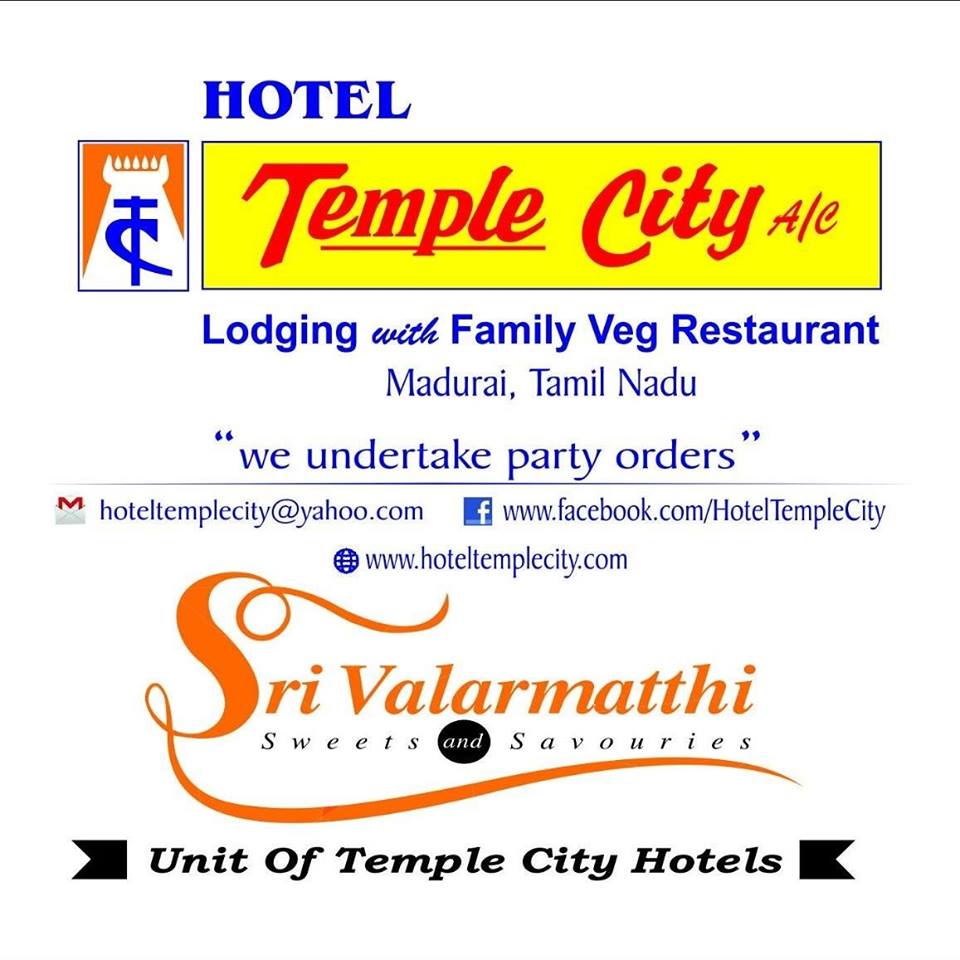 HOTEL
TC
Temple City A/C
Lodging with Family Veg Restaurant
Madurai, Tamil Nadu
“we undertake party orders”
hoteltemplecity@yahoo.com www.facebook.com/HotelTempleCity
www.hoteltemplecity.com
Sri Valarmatthi
Sweets and Savouries
Unit Of Temple City Hotels